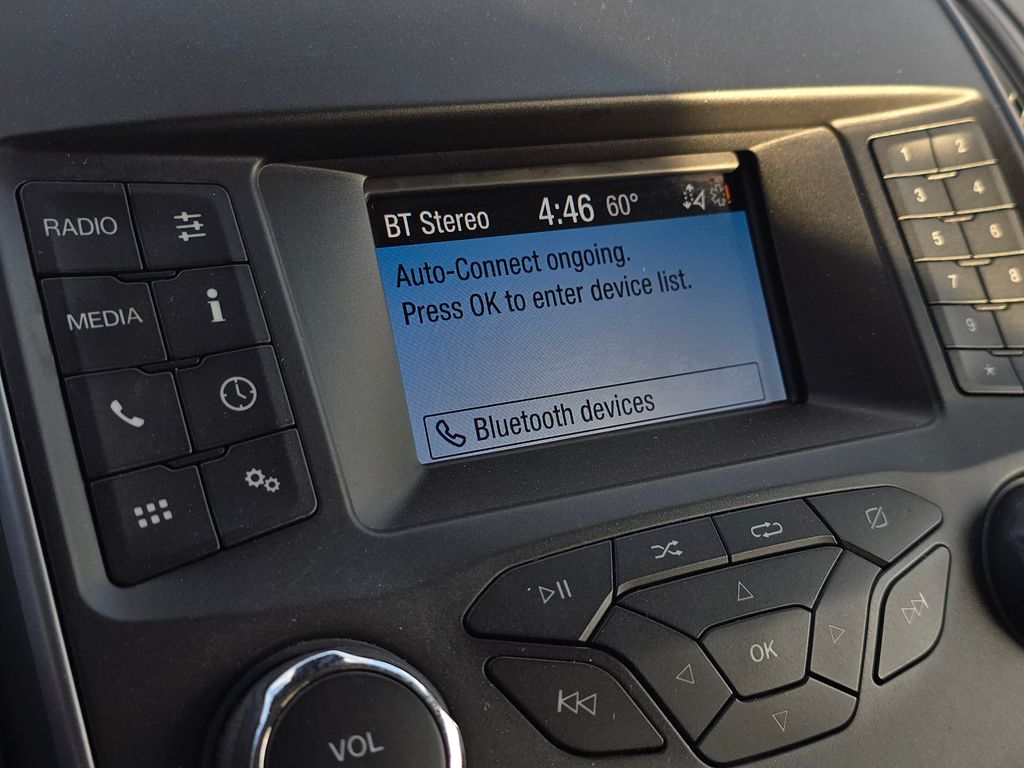 BT Stereo 4:46 60°
Auto-Connect ongoing.
Press OK to enter device list.
Bluetooth devices
RADIO
MEDIA
i
1 2
3 4
5 6
7 8
9
*
OK
VOL